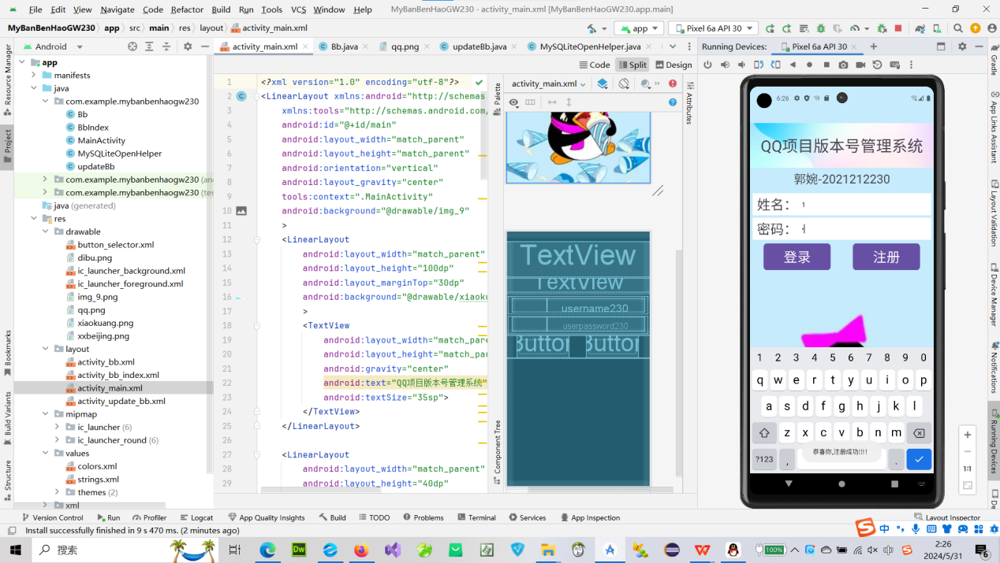 File Edit View Navigate Code Refactor Build Run Tools VCS Window Help MyBanBenHaoGW230 - activity_main.xml [MyBanBenHaoGW230.app.main]
MyBanBenHaoGW230 app src main res layout activity_main.xml app Pixel 6a API 30
Android
activity_main.xml Bb.java qq.png updateBb.java MySQLiteOpenHelper.java
Running Devices: Pixel 6a API 30
Code Split Design
Resource Manager
Project
Bookmarks
Build Variants
Structure
app
manifests
java
com.example.mybanbenhaogw230
Bb
BbIndex
MainActivity
MySQLiteOpenHelper
updateBb
com.example.mybanbenhaogw230 (an
com.example.mybanbenhaogw230 (tes
java (generated)
res
drawable
button_selector.xml
dibu.png
ic_launcher_background.xml
ic_launcher_foreground.xml
img_9.png
qq.png
xiaokuang.png
xxbeijing.png
layout
activity_bb.xml
activity_bb_index.xml
activity_main.xml
activity_update_bb.xml
mipmap
ic_launcher (6)
ic_launcher_round (6)
values
colors.xml
strings.xml
themes (2)
xml
1 <?xml version="1.0" encoding="utf-8"?>
2 <LinearLayout xmlns:android="http://schemas
3 xmlns:tools="http://schemas.android.com/
4 android:id="@+id/main"
5 android:layout_width="match_parent"
6 android:layout_height="match_parent"
7 android:orientation="vertical"
8 android:layout_gravity="center"
9 tools:context=".MainActivity"
10 android:background="@drawable/img_9"
11 >
12 <LinearLayout
13 android:layout_width="match_parent"
14 android:layout_height="100dp"
15 android:layout_marginTop="30dp"
16 android:background="@drawable/xiaoku
17 >
18 <TextView
19 android:layout_width="match_pare
20 android:layout_height="match_pa
21 android:gravity="center"
22 android:text="QQ项目版本号管理系统"
23 android:textSize="35sp">
24 </TextView>
25 </LinearLayout>
26
27 <LinearLayout
28 android:layout_width="match_parent"
29 android:layout_height="40dp"
activity_main.xml
Palette
Component Tree
Attributes
TextView
TextView
username230
userpassword230
Button Button
6:26
QQ项目版本号管理系统
郭婉-2021212230
姓名: 1
密码:
登录 注册
1 2 3 4 5 6 7 8 9 0
q w e r t y u i o p
a s d f g h j k l
z x c v b n m
恭喜你,注册成功!!!!
?123 , .
1:1
Gradle
App Links Assistant
Layout Validation
Device Manager
Notifications
Running Devices
Version Control Run Profiler Logcat App Quality Insights Build TODO Problems Terminal Services App Inspection Layout Inspector
Install successfully finished in 9 s 470 ms. (2 minutes ago)
中
搜索
Dw
100%
2:26
2024/5/31
6